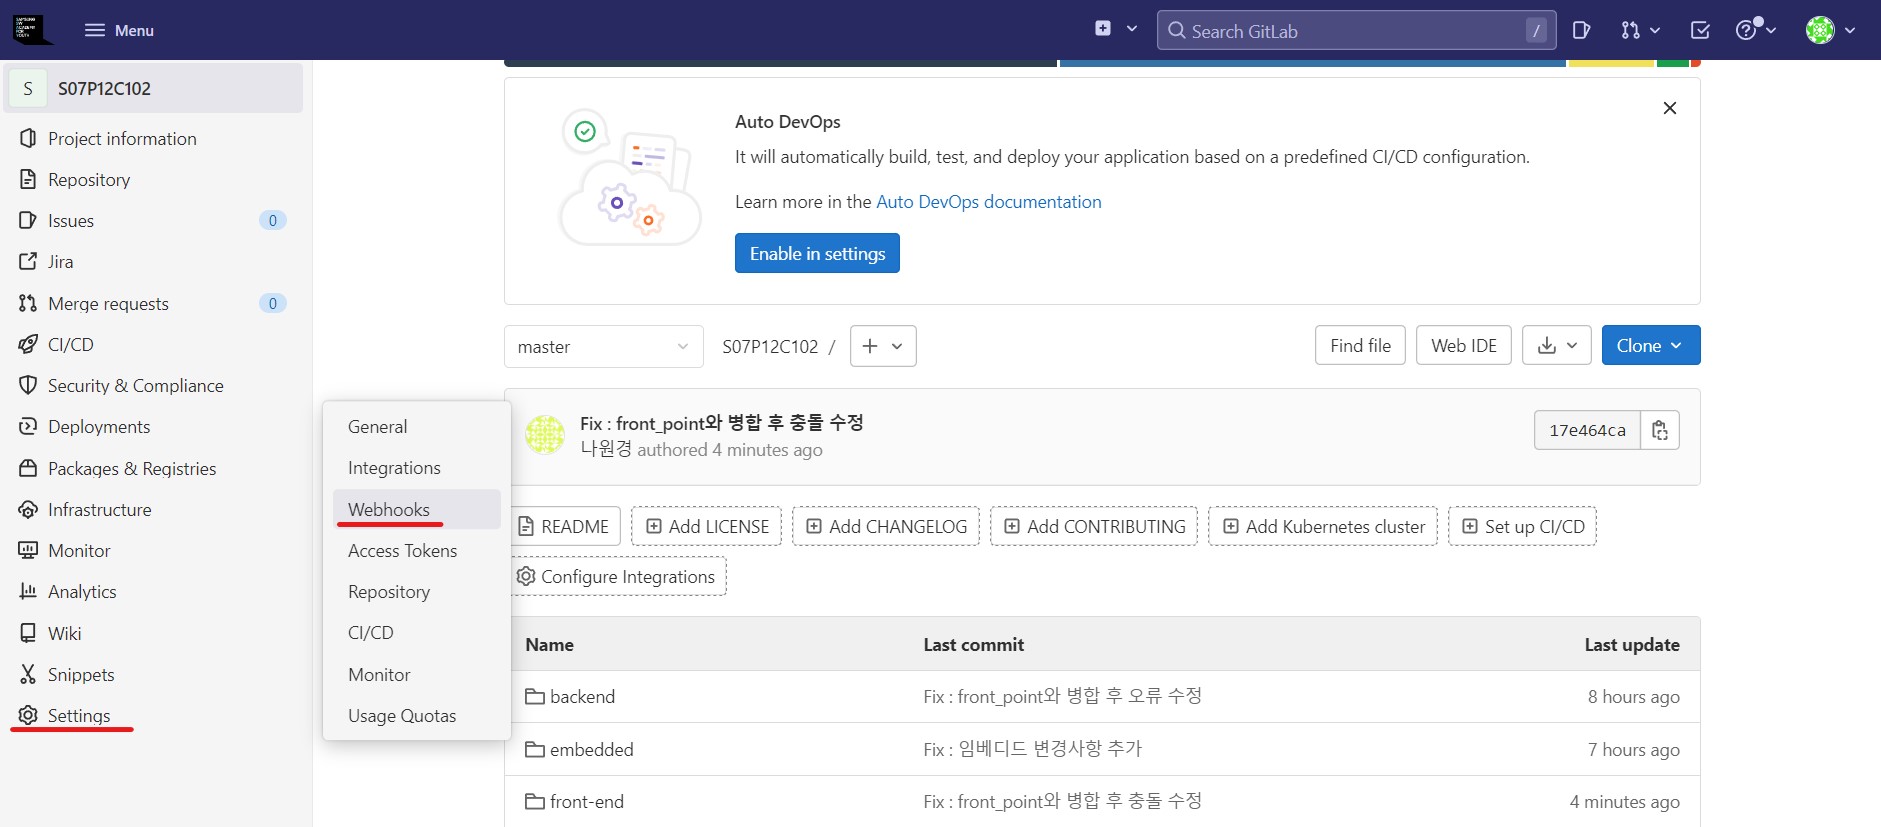 SAMSUNG
SW
ACADEMY
FOR
YOUTH
Menu
Search GitLab
/
S S07P12C102
Project information
Repository
Issues 0
Jira
Merge requests 0
CI/CD
Security & Compliance
Deployments
Packages & Registries
Infrastructure
Monitor
Analytics
Wiki
Snippets
Settings
General
Integrations
Webhooks
Access Tokens
Repository
CI/CD
Monitor
Usage Quotas
Auto DevOps
It will automatically build, test, and deploy your application based on a predefined CI/CD configuration.
Learn more in the Auto DevOps documentation
Enable in settings
master
S07P12C102 /
Find file
Web IDE
Clone
Fix : front_point와 병합 후 충돌 수정
나원경 authored 4 minutes ago
17e464ca
README
Add LICENSE
Add CHANGELOG
Add CONTRIBUTING
Add Kubernetes cluster
Set up CI/CD
Configure Integrations
Name Last commit Last update
backend Fix : front_point와 병합 후 오류 수정 8 hours ago
embedded Fix : 임베디드 변경사항 추가 7 hours ago
front-end Fix : front_point와 병합 후 충돌 수정 4 minutes ago